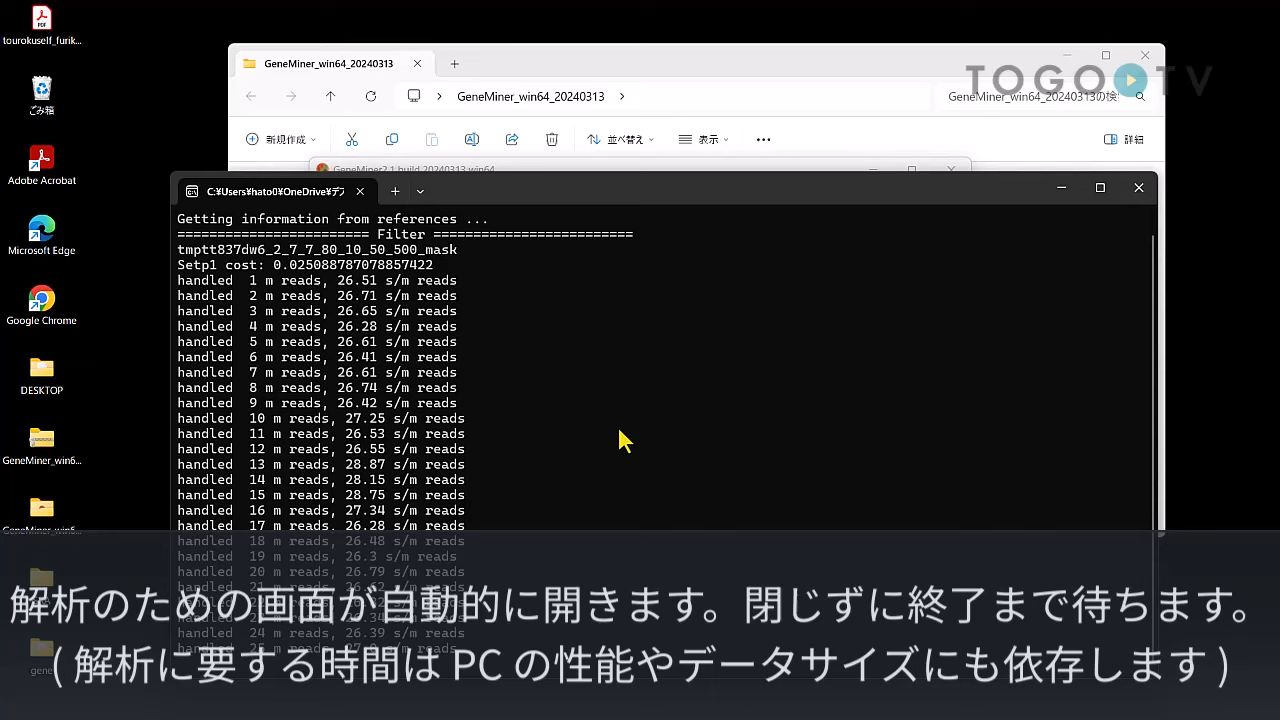 tourokuself_furik...
ごみ箱
Adobe Acrobat
Microsoft Edge
Google Chrome
DESKTOP
GeneMiner_win6...
GeneMiner_win6...
GeneMiner_win64_20240313
GeneMiner_win64_20240313
GeneMiner_win64_20240313の検
TOGO TV
新規作成
並べ替え
表示
詳細
GeneMiner2.1 build 20240313 win64
C:¥Users¥hato0¥OneDrive¥デス
Getting information from references ...
======================== Filter =========================
tmptt837dw6_2_7_7_80_10_50_500_mask
Setp1 cost: 0.025088787078857422
handled  1 m reads, 26.51 s/m reads
handled  2 m reads, 26.71 s/m reads
handled  3 m reads, 26.65 s/m reads
handled  4 m reads, 26.28 s/m reads
handled  5 m reads, 26.61 s/m reads
handled  6 m reads, 26.41 s/m reads
handled  7 m reads, 26.61 s/m reads
handled  8 m reads, 26.74 s/m reads
handled  9 m reads, 26.42 s/m reads
handled  10 m reads, 27.25 s/m reads
handled  11 m reads, 26.53 s/m reads
handled  12 m reads, 26.55 s/m reads
handled  13 m reads, 28.87 s/m reads
handled  14 m reads, 28.15 s/m reads
handled  15 m reads, 28.75 s/m reads
handled  16 m reads, 27.34 s/m reads
handled  17 m reads, 26.28 s/m reads
handled  18 m reads, 26.48 s/m reads
handled  19 m reads, 26.3 s/m reads
handled  20 m reads, 26.79 s/m reads
handled  24 m reads, 26.39 s/m reads
解析のための画面が自動的に開きます。閉じずに終了まで待ちます。
( 解析に要する時間は PC の性能やデータサイズにも依存します )